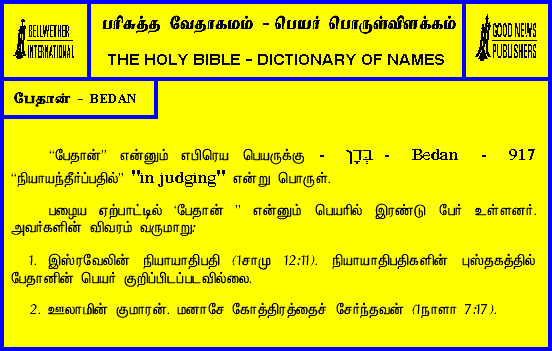 BELLWETHER
INTERNATIONAL
பரிசுத்த வேதாகமம் - பெயர் பொருள்விளக்கம்
THE HOLY BIBLE - DICTIONARY OF NAMES
GOOD NEWS
PUBLISHERS
பேதான் - BEDAN
“பேதான்” என்னும் எபிரெய பெயருக்கு - בְּדָן - Bedan - 917
“நியாயந்தீர்ப்பதில்” "in judging" என்று பொருள்.
பழைய ஏற்பாட்டில் ‘பேதான் ” என்னும் பெயரில் இரண்டு பேர் உள்ளனர்.
அவர்களின் விவரம் வருமாறு:
1. இஸ்ரவேலின் நியாயாதிபதி (1சாமு 12:11). நியாயாதிபதிகளின் புஸ்தகத்தில்
பேதானின் பெயர் குறிப்பிடப்படவில்லை.
2. ஊலாமின் குமாரன். மனாசே கோத்திரத்தைச் சேர்ந்தவன் (1நாளா 7:17).